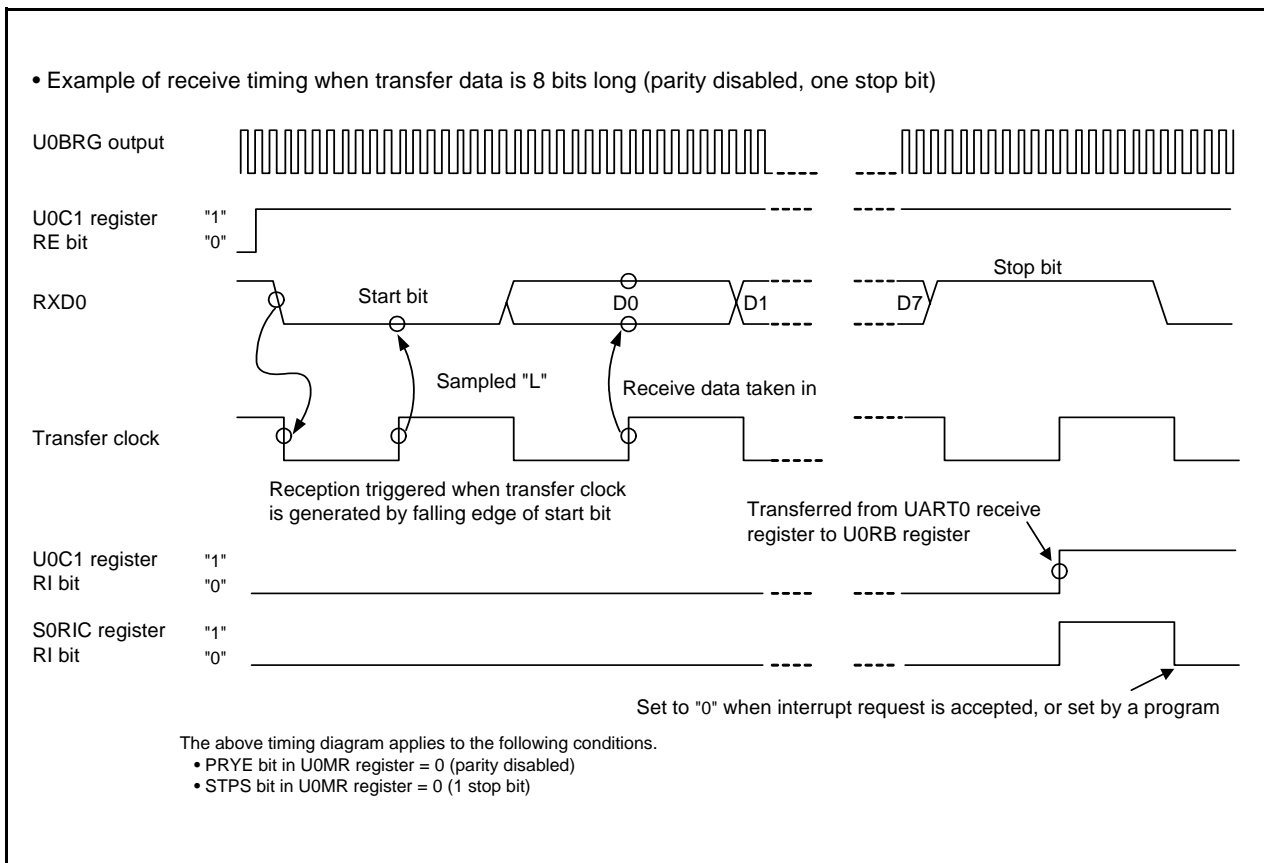 • Example of receive timing when transfer data is 8 bits long (parity disabled, one stop bit)
U0BRG output
U0C1 register "1"
RE bit "0"
Stop bit
RXD0
Start bit
D0
D1
D7
Sampled "L"
Receive data taken in
Transfer clock
Reception triggered when transfer clock
is generated by falling edge of start bit
Transferred from UART0 receive
register to U0RB register
U0C1 register "1"
RI bit "0"
S0RIC register "1"
RI bit "0"
Set to "0" when interrupt request is accepted, or set by a program
The above timing diagram applies to the following conditions.
• PRYE bit in U0MR register = 0 (parity disabled)
• STPS bit in U0MR register = 0 (1 stop bit)